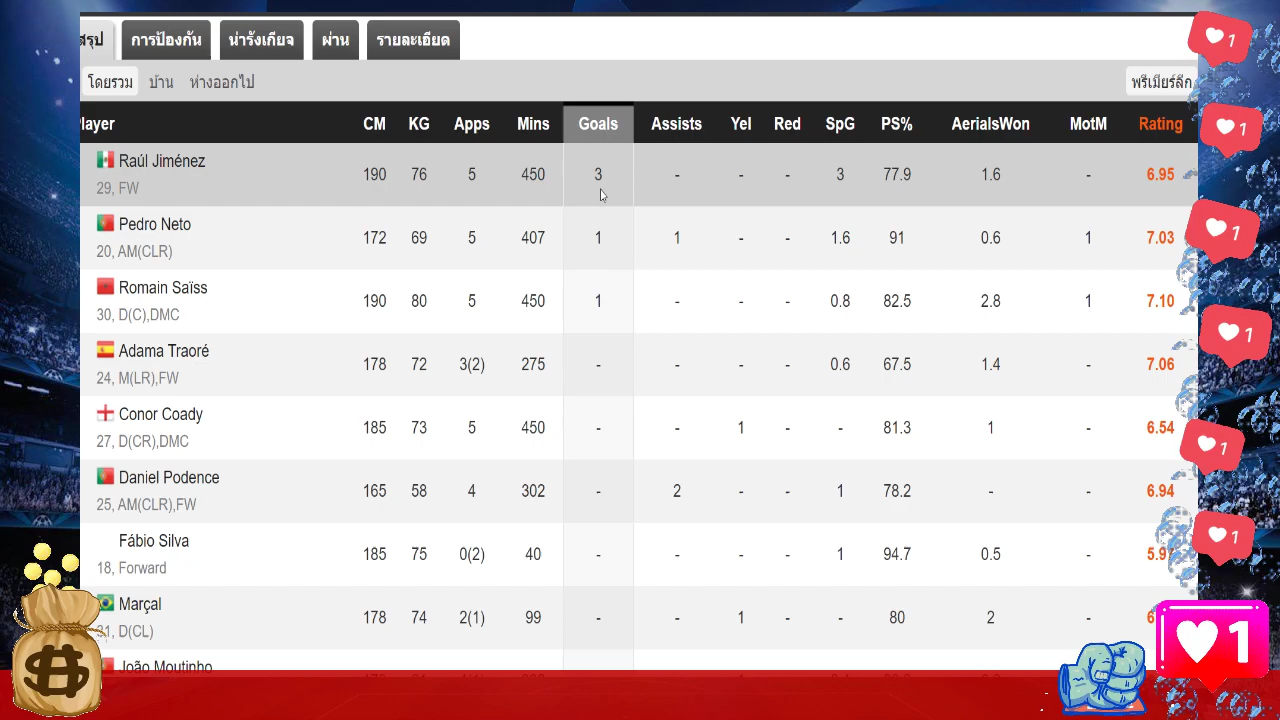 สรุป การป้องกัน น่ารังเกียจ ผ่าน รายละเอียด
โดยรวม บ้าน ห่างออกไป พรีเมียร์ลีก
layer CM KG Apps Mins Goals Assists Yel Red SpG PS% AerialsWon MotM Rating
Raúl Jiménez
29, FW
190 76 5 450 3 - - - 3 77.9 1.6 - 6.95
Pedro Neto
20, AM(CLR)
172 69 5 407 1 1 - - 1.6 91 0.6 1 7.03
Romain Saïss
30, D(C),DMC
190 80 5 450 1 - - - 0.8 82.5 2.8 1 7.10
Adama Traoré
24, M(LR),FW
178 72 3(2) 275 - - - - 0.6 67.5 1.4 - 7.06
Conor Coady
27, D(CR),DMC
185 73 5 450 - - 1 - - 81.3 1 - 6.54
Daniel Podence
25, AM(CLR),FW
165 58 4 302 - 2 - - 1 78.2 - - 6.94
Fábio Silva
18, Forward
185 75 0(2) 40 - - - - 1 94.7 0.5 - 5.9
Marçal
31, D(CL)
178 74 2(1) 99 - - 1 - - 80 2 -
João Moutinho
1
1
1
1
1
1
1